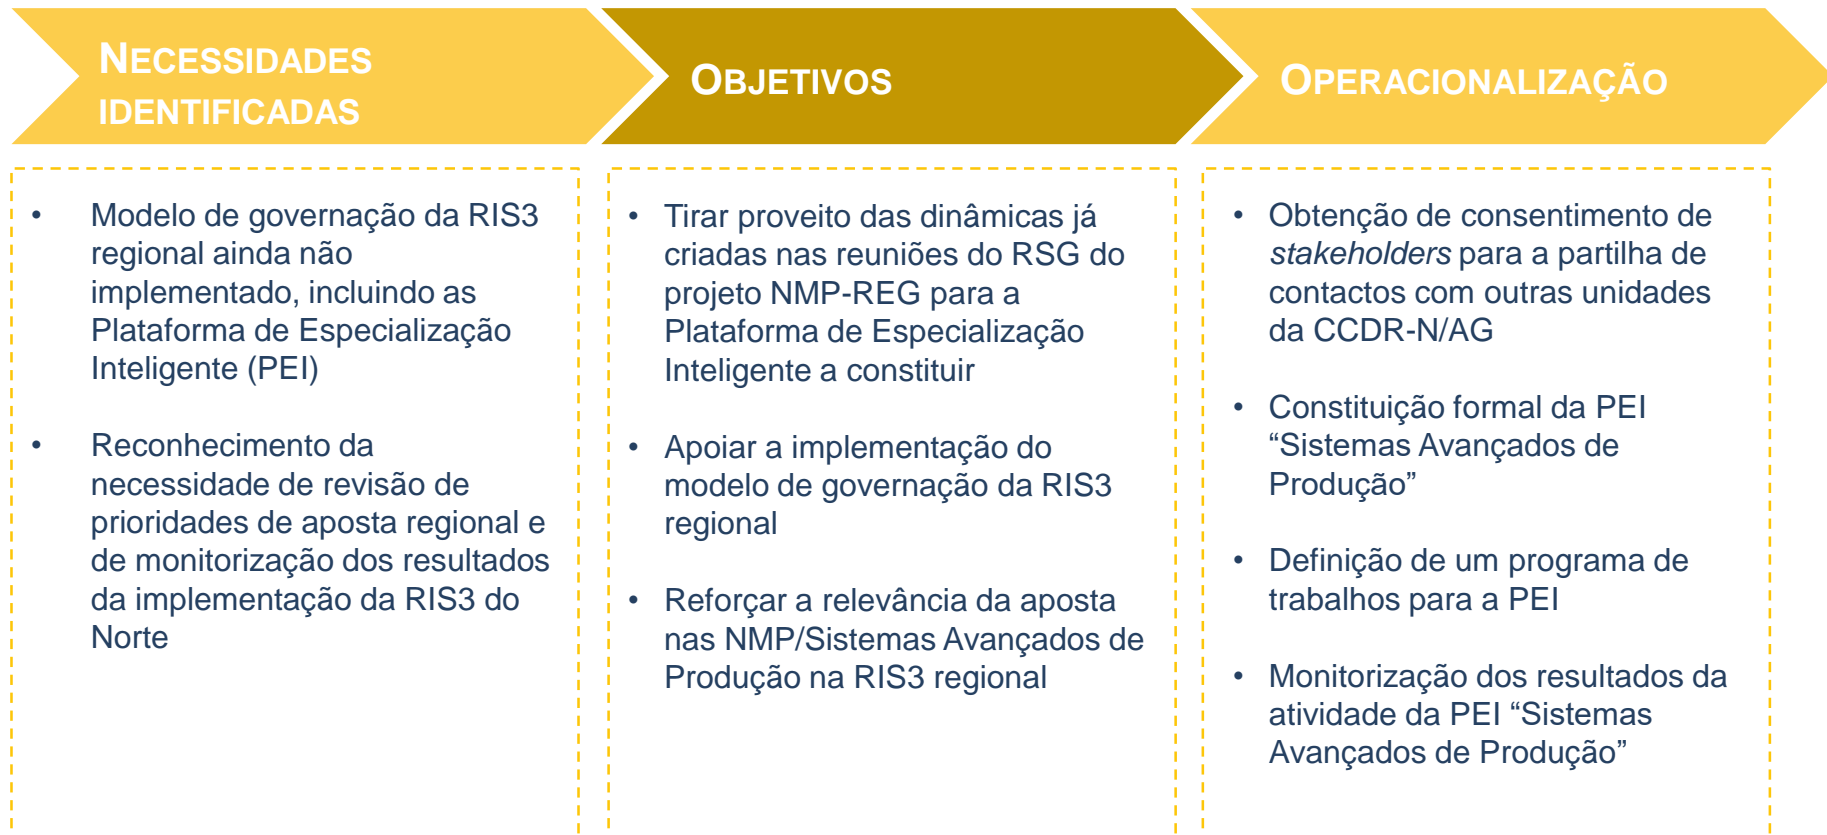 NECESSIDADES
IDENTIFICADAS
OBJETIVOS
OPERACIONALIZAÇÃO
• Modelo de governação da RIS3
regional ainda não
implementado, incluindo as
Plataforma de Especialização
Inteligente (PEI)
• Reconhecimento da
necessidade de revisão de
prioridades de aposta regional e
de monitorização dos resultados
da implementação da RIS3 do
Norte
• Tirar proveito das dinâmicas já
criadas nas reuniões do RSG do
projeto NMP-REG para a
Plataforma de Especialização
Inteligente a constituir
• Apoiar a implementação do
modelo de governação da RIS3
regional
• Reforçar a relevância da aposta
nas NMP/Sistemas Avançados de
Produção na RIS3 regional
• Obtenção de consentimento de
stakeholders para a partilha de
contactos com outras unidades
da CCDR-N/AG
• Constituição formal da PEI
“Sistemas Avançados de
Produção”
• Definição de um programa de
trabalhos para a PEI
• Monitorização dos resultados da
atividade da PEI “Sistemas
Avançados de Produção”